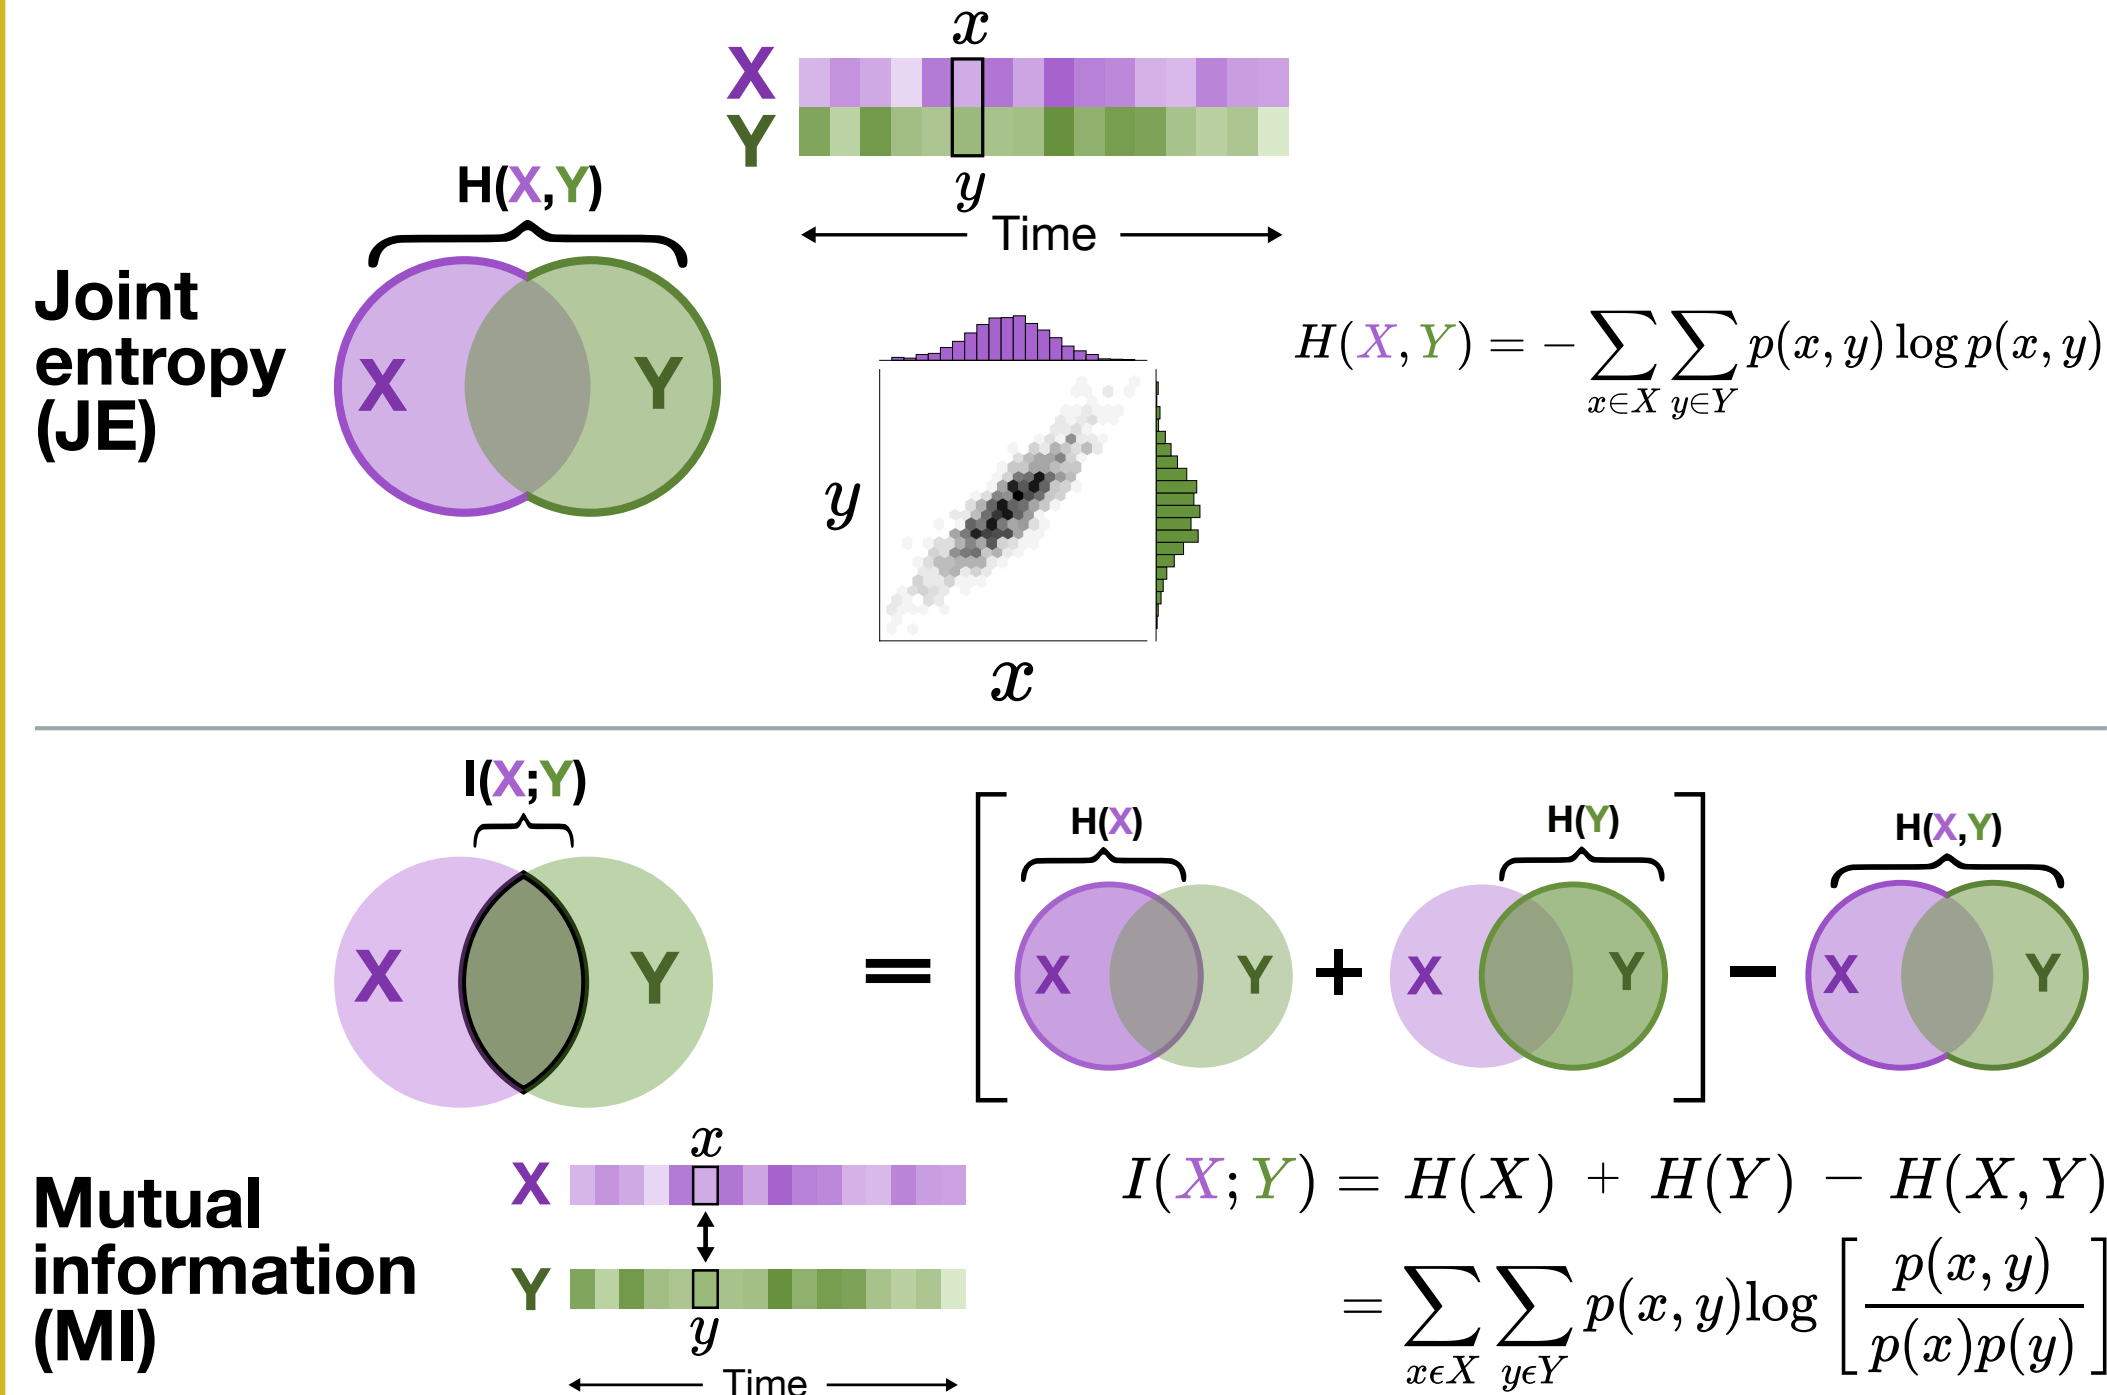 x
X
Y
y
Time
H(X,Y)
Joint
entropy
(JE)
X
Y
y
x
H(X, Y) = − ∑_{x∈X} ∑_{y∈Y} p(x, y) log p(x, y)
I(X;Y)
X
Y
=
H(X)
X
Y
+
H(Y)
X
Y
−
H(X,Y)
X
Y
Mutual
information
(MI)
x
X
Y
y
Time
I(X; Y) = H(X) + H(Y) − H(X, Y)
= ∑_{xϵX} ∑_{yϵY} p(x, y)log [ p(x, y) / p(x)p(y) ]